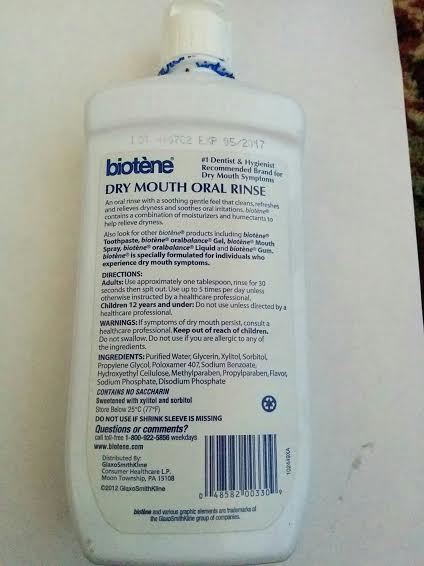 EXP 05/2017
biotène®
#1 Dentist & Hygienist
Recommended Brand for
Dry Mouth Symptoms
DRY MOUTH ORAL RINSE
An oral rinse with a soothing gentle feel that cleans, refreshes
and relieves dryness and soothes oral irritations. biotène®
contains a combination of moisturizers and humectants to
help relieve dryness.
Also look for other biotène® products including biotène®
Toothpaste, biotène® oralbalance® Gel, biotène® Mouth
Spray, biotène® oralbalance® Liquid and biotène® Gum.
biotène® is specially formulated for individuals who
experience dry mouth symptoms.
DIRECTIONS:
Adults: Use approximately one tablespoon, rinse for 30
seconds then spit out. Use up to 5 times per day unless
otherwise instructed by a healthcare professional.
Children 12 years and under: Do not use unless directed by a
healthcare professional.
WARNINGS: If symptoms of dry mouth persist, consult a
healthcare professional. Keep out of reach of children.
Do not swallow. Do not use if you are allergic to any of
the ingredients.
INGREDIENTS: Purified Water, Glycerin, Xylitol, Sorbitol,
Propylene Glycol, Poloxamer 407, Sodium Benzoate,
Hydroxyethyl Cellulose, Methylparaben, Propylparaben, Flavor,
Sodium Phosphate, Disodium Phosphate
CONTAINS NO SACCHARIN
Sweetened with xylitol and sorbitol
Store Below 25°C (77°F)
DO NOT USE IF SHRINK SLEEVE IS MISSING
Questions or comments?
call toll-free 1-800-922-5856 weekdays
www.biotene.com
Distributed By:
GlaxoSmithKline
Consumer Healthcare L.P.
Moon Township, PA 15108
©2012 GlaxoSmithKline
0 48582 00330 9
102449XA
biotène and various graphic elements are trademarks of
the GlaxoSmithKline group of companies.